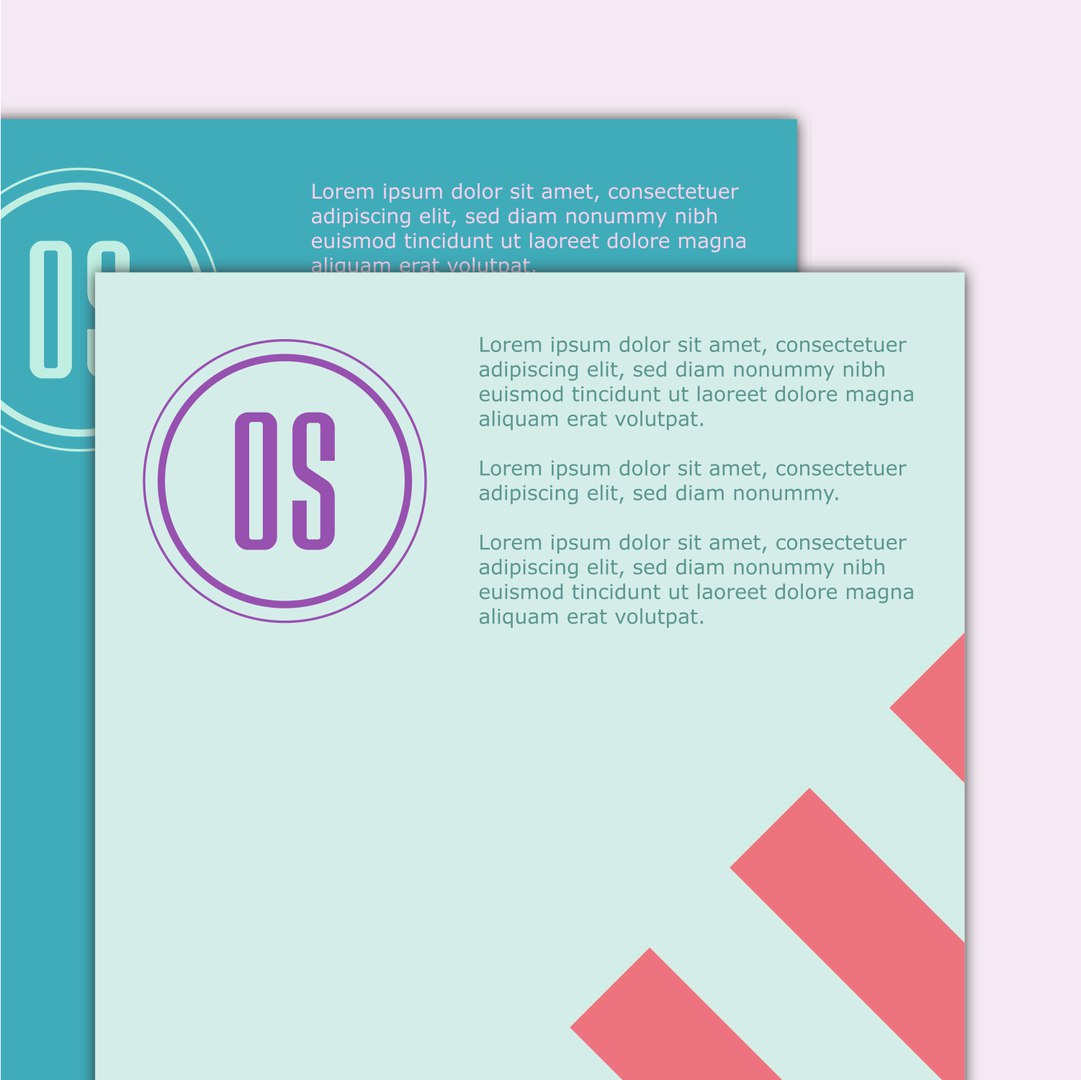 OS
Lorem ipsum dolor sit amet, consectetuer
adipiscing elit, sed diam nonummy nibh
euismod tincidunt ut laoreet dolore magna
aliquam erat volutpat.
OS
Lorem ipsum dolor sit amet, consectetuer
adipiscing elit, sed diam nonummy nibh
euismod tincidunt ut laoreet dolore magna
aliquam erat volutpat.
Lorem ipsum dolor sit amet, consectetuer
adipiscing elit, sed diam nonummy.
Lorem ipsum dolor sit amet, consectetuer
adipiscing elit, sed diam nonummy nibh
euismod tincidunt ut laoreet dolore magna
aliquam erat volutpat.